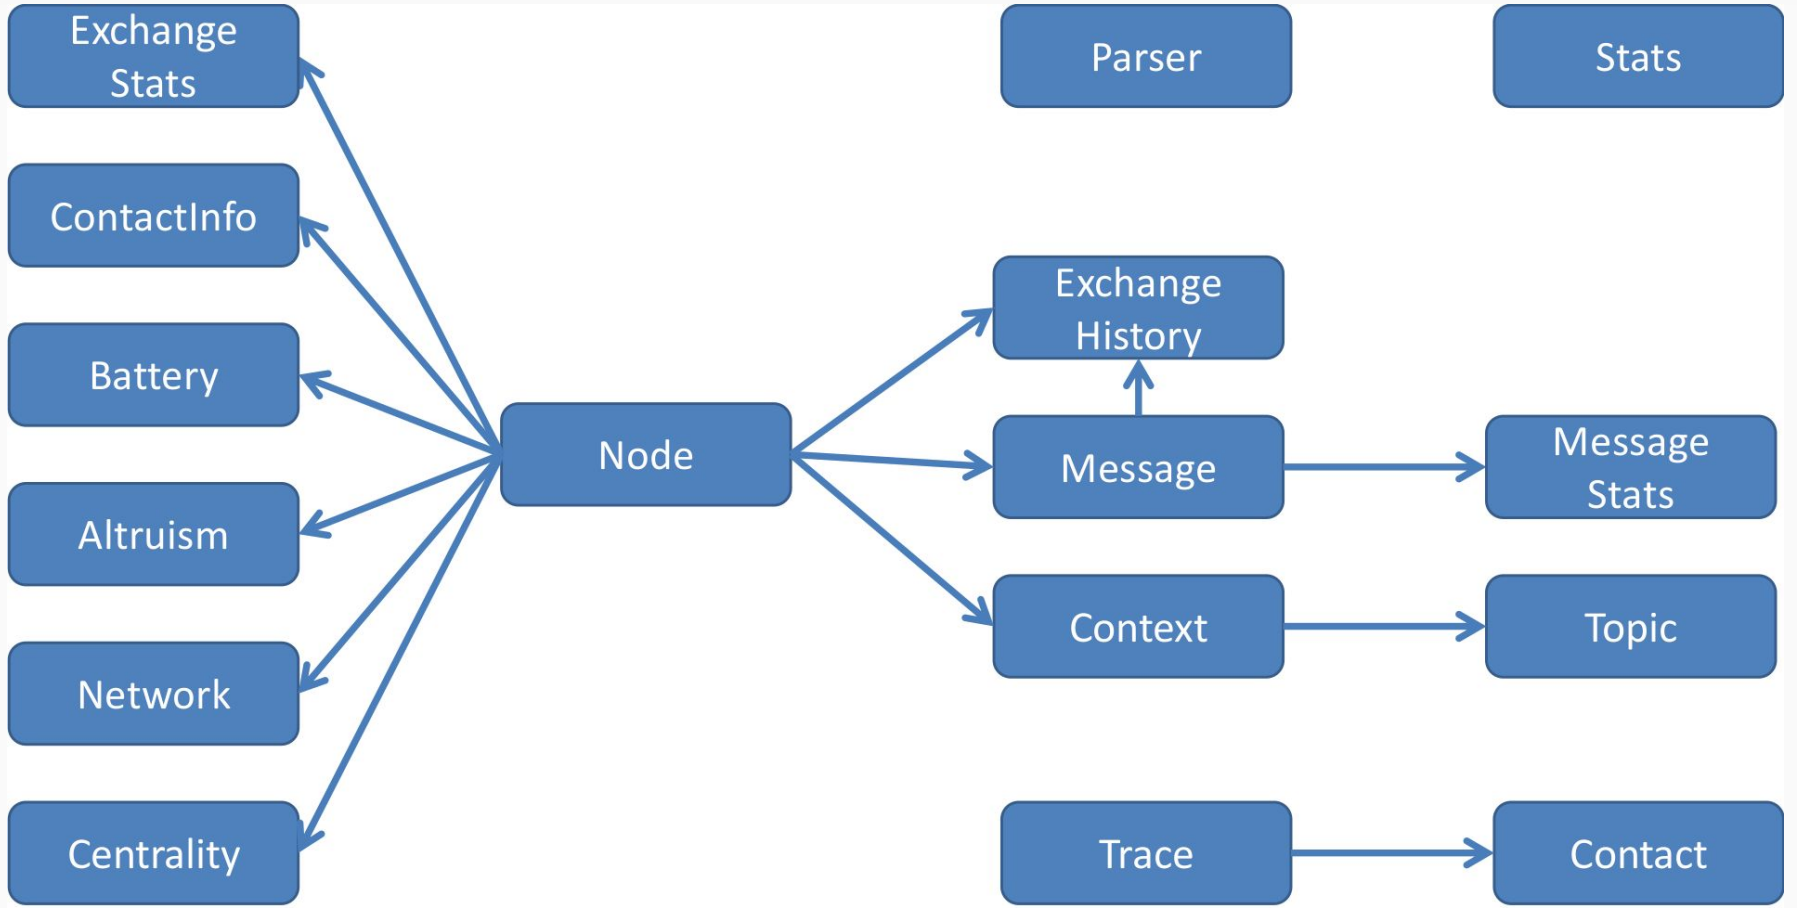 Exchange
Stats
Parser
Stats
ContactInfo
Exchange
History
Battery
Node
Message
Message
Stats
Altruism
Context
Topic
Network
Centrality
Trace
Contact